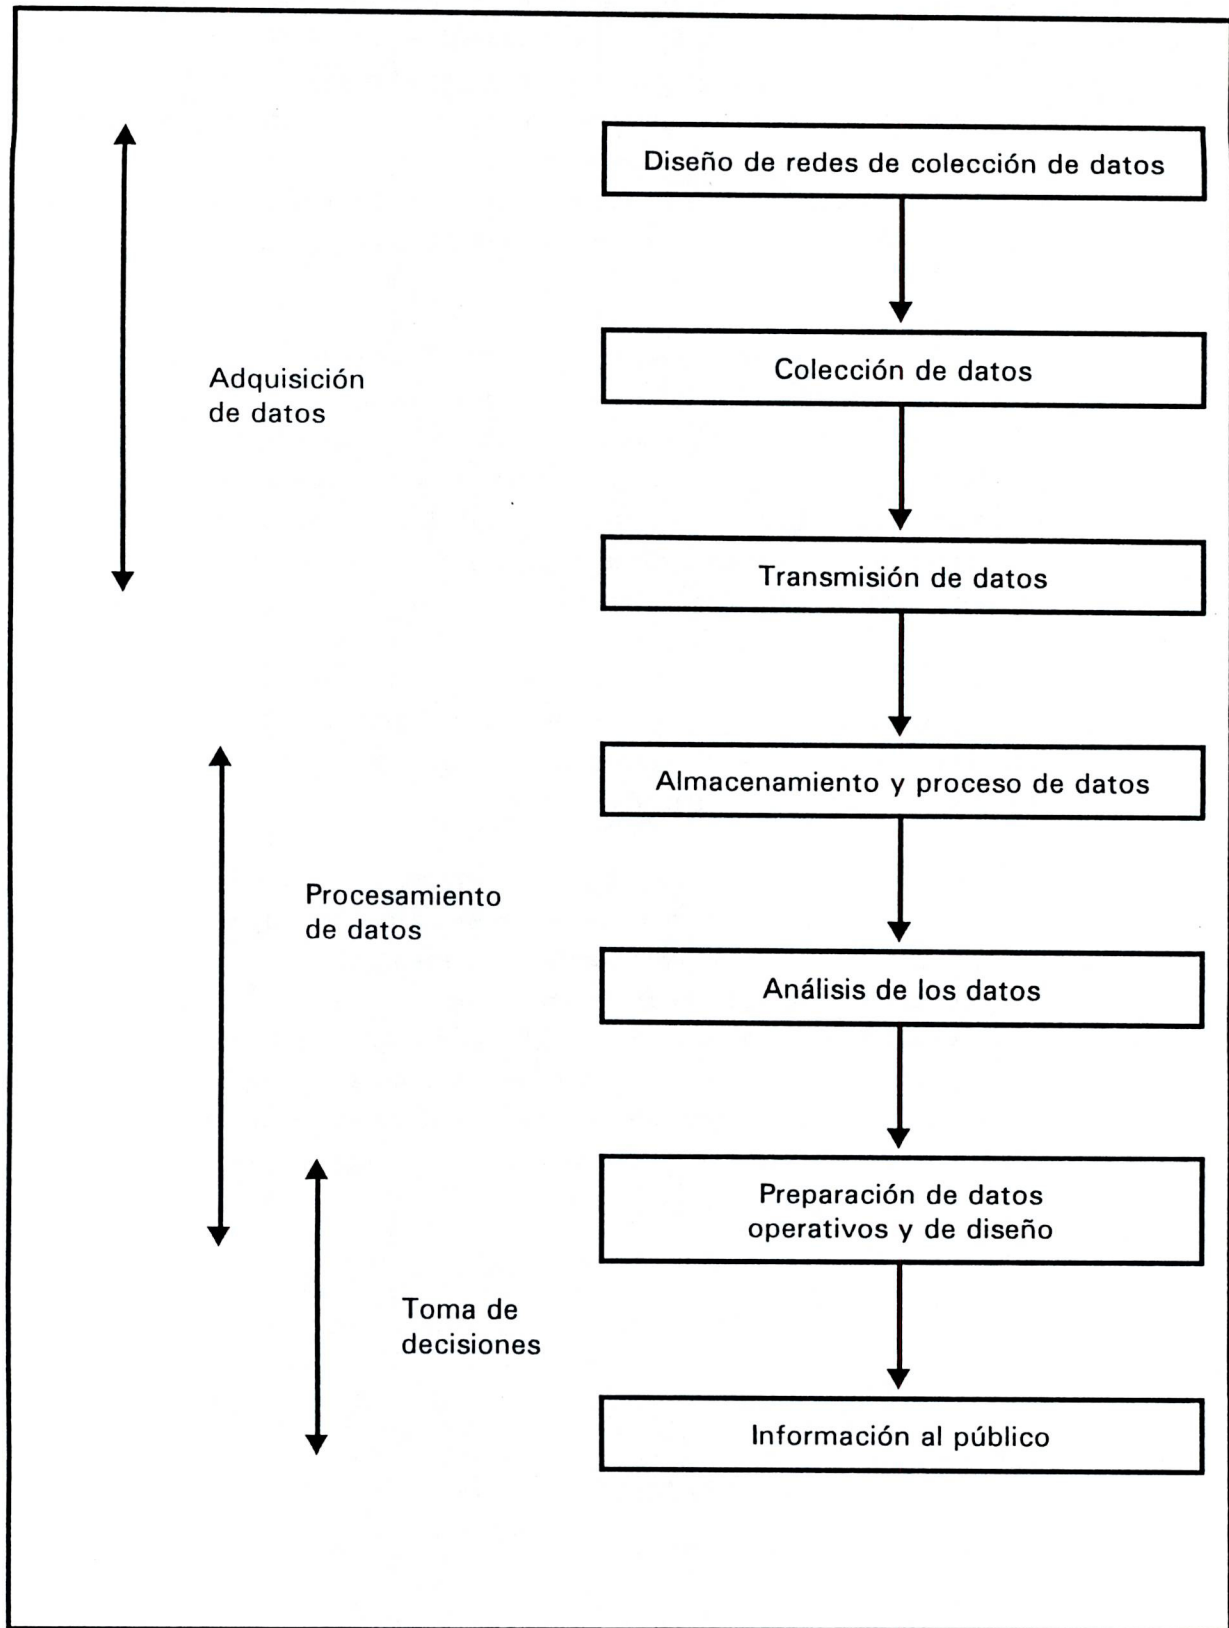 Diseño de redes de colección de datos
Colección de datos
Adquisición
de datos
Transmisión de datos
Almacenamiento y proceso de datos
Procesamiento
de datos
Análisis de los datos
Preparación de datos
operativos y de diseño
Toma de
decisiones
Información al público